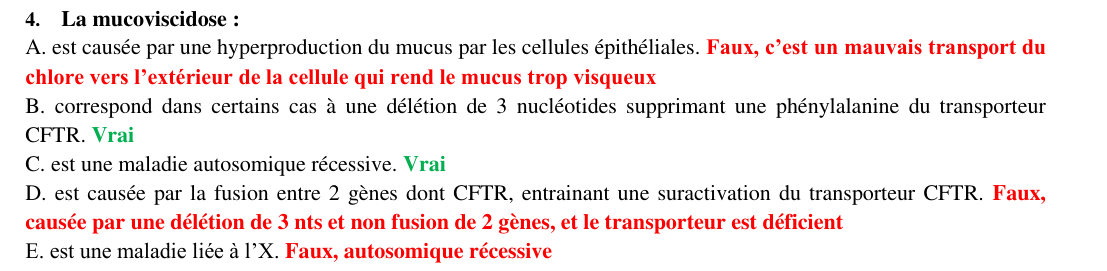 4. La mucoviscidose :
A. est causée par une hyperproduction du mucus par les cellules épithéliales. Faux, c’est un mauvais transport du
chlore vers l’extérieur de la cellule qui rend le mucus trop visqueux
B. correspond dans certains cas à une délétion de 3 nucléotides supprimant une phénylalanine du transporteur
CFTR. Vrai
C. est une maladie autosomique récessive. Vrai
D. est causée par la fusion entre 2 gènes dont CFTR, entrainant une suractivation du transporteur CFTR. Faux,
causée par une délétion de 3 nts et non fusion de 2 gènes, et le transporteur est déficient
E. est une maladie liée à l’X. Faux, autosomique récessive